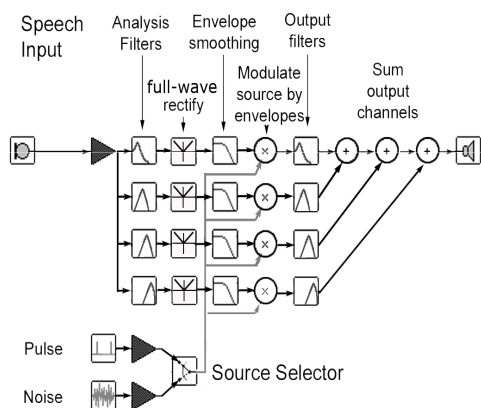 Speech
Input
Analysis
Filters
full-wave
rectify
Envelope
smoothing
Modulate
source by
envelopes
Output
filters
Sum
output
channels
Pulse
Noise
Source Selector